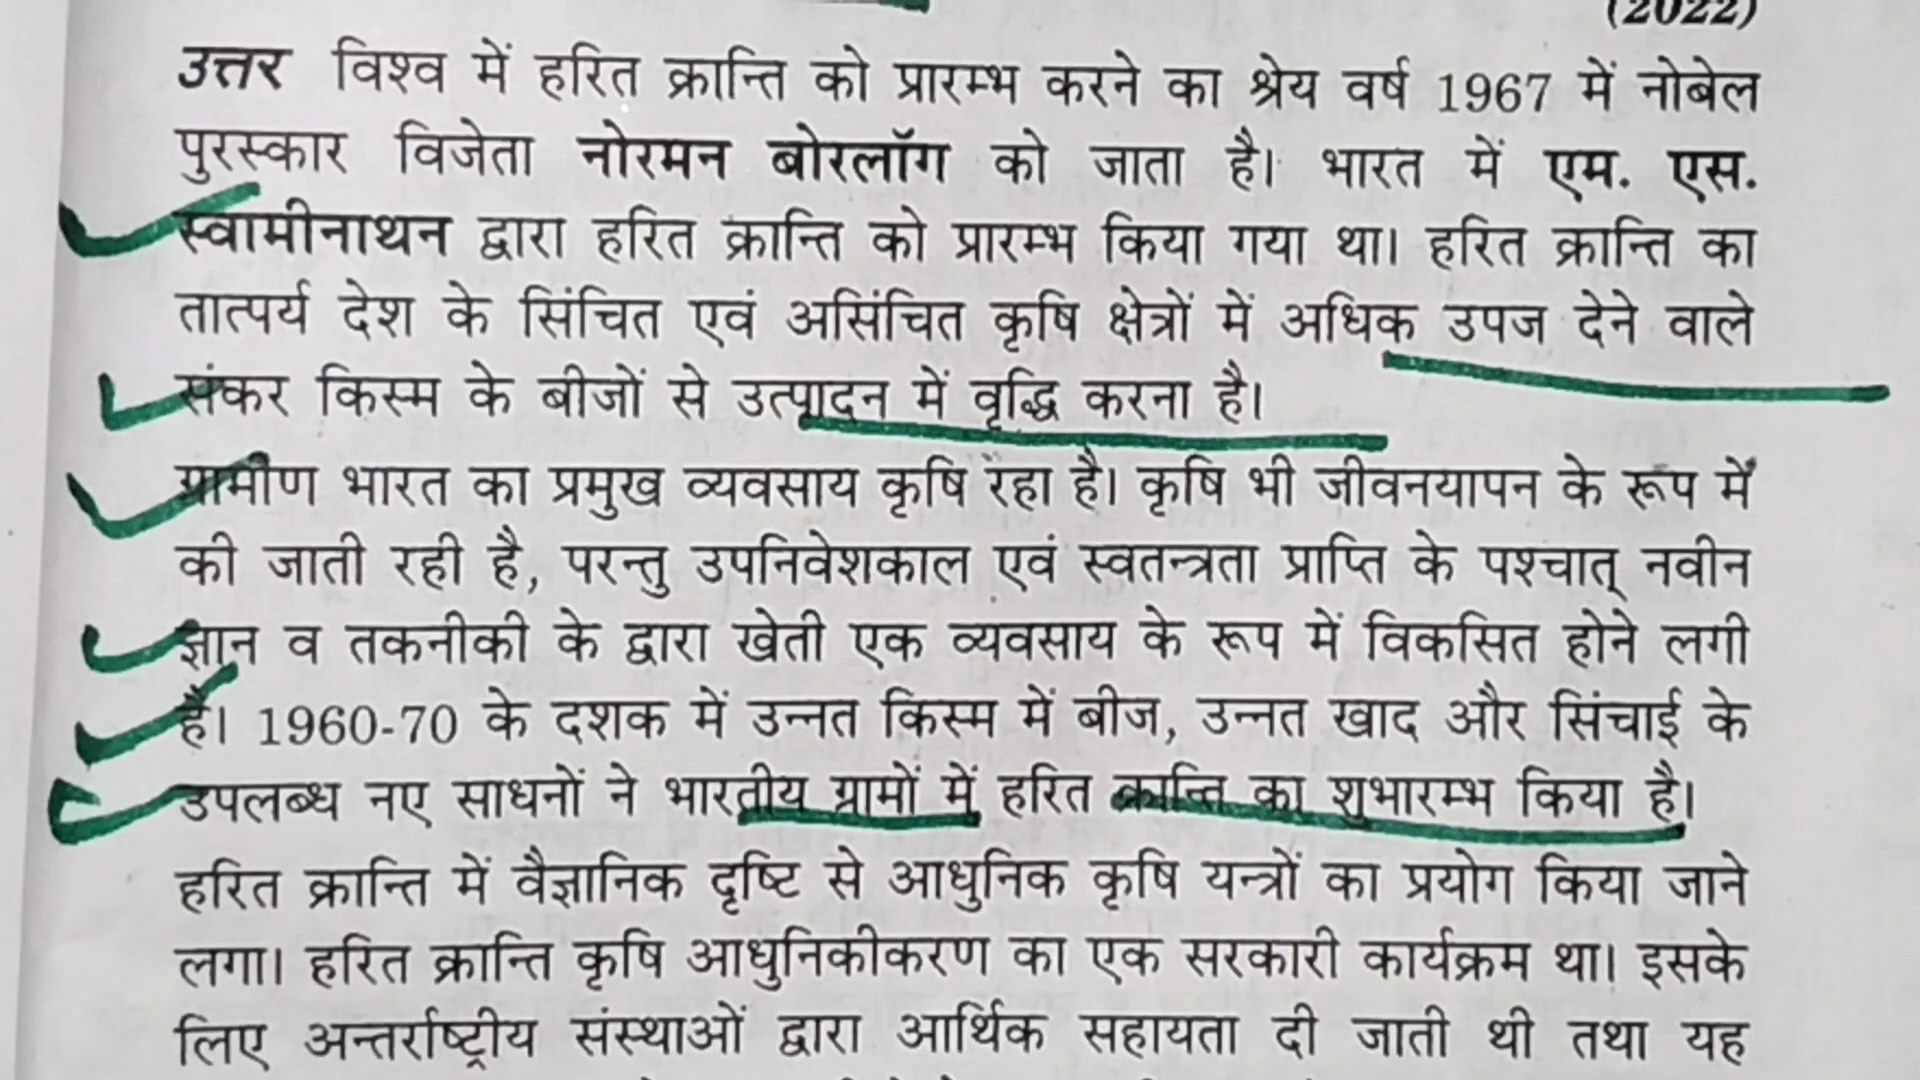 (2022)
उत्तर विश्व में हरित क्रान्ति को प्रारम्भ करने का श्रेय वर्ष 1967 में नोबेल
पुरस्कार विजेता नोरमन बोरलॉग को जाता है। भारत में एम. एस.
स्वामीनाथन द्वारा हरित क्रान्ति को प्रारम्भ किया गया था। हरित क्रान्ति का
तात्पर्य देश के सिंचित एवं असिंचित कृषि क्षेत्रों में अधिक उपज देने वाले
संकर किस्म के बीजों से उत्पादन में वृद्धि करना है।
ग्रामीण भारत का प्रमुख व्यवसाय कृषि रहा है। कृषि भी जीवनयापन के रूप में
की जाती रही है, परन्तु उपनिवेशकाल एवं स्वतन्त्रता प्राप्ति के पश्चात् नवीन
ज्ञान व तकनीकी के द्वारा खेती एक व्यवसाय के रूप में विकसित होने लगी
है। 1960-70 के दशक में उन्नत किस्म में बीज, उन्नत खाद और सिंचाई के
उपलब्ध नए साधनों ने भारतीय ग्रामों में हरित क्रान्ति का शुभारम्भ किया है।
हरित क्रान्ति में वैज्ञानिक दृष्टि से आधुनिक कृषि यन्त्रों का प्रयोग किया जाने
लगा। हरित क्रान्ति कृषि आधुनिकीकरण का एक सरकारी कार्यक्रम था। इसके
लिए अन्तर्राष्ट्रीय संस्थाओं द्वारा आर्थिक सहायता दी जाती थी तथा यह